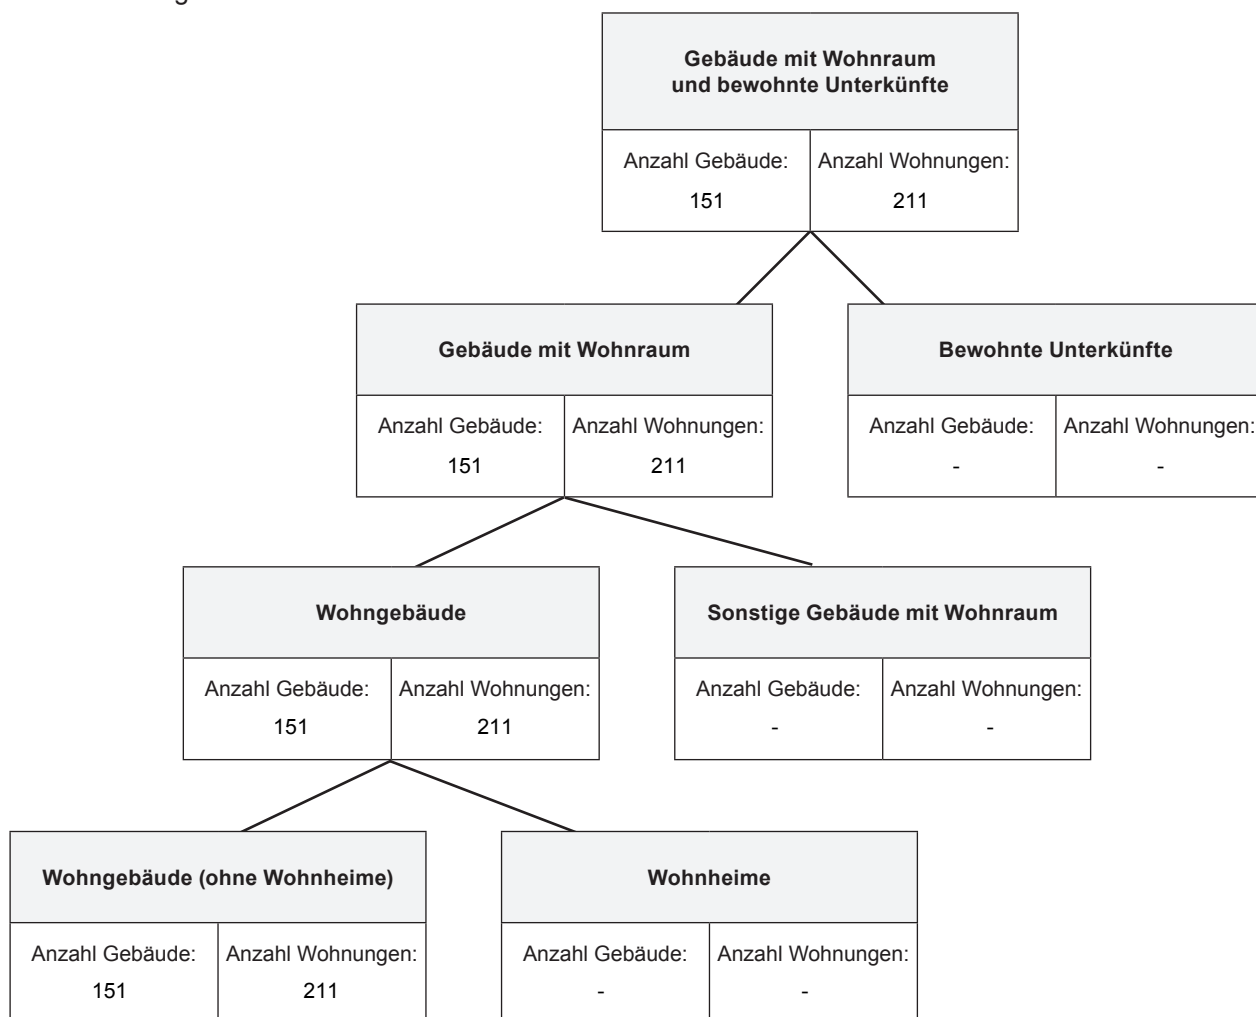 Gebäude mit Wohnraum
und bewohnte Unterkünfte
Anzahl Gebäude:
151
Anzahl Wohnungen:
211
Gebäude mit Wohnraum
Anzahl Gebäude:
151
Anzahl Wohnungen:
211
Bewohnte Unterkünfte
Anzahl Gebäude:
-
Anzahl Wohnungen:
-
Wohngebäude
Anzahl Gebäude:
151
Anzahl Wohnungen:
211
Sonstige Gebäude mit Wohnraum
Anzahl Gebäude:
-
Anzahl Wohnungen:
-
Wohngebäude (ohne Wohnheime)
Anzahl Gebäude:
151
Anzahl Wohnungen:
211
Wohnheime
Anzahl Gebäude:
-
Anzahl Wohnungen:
-